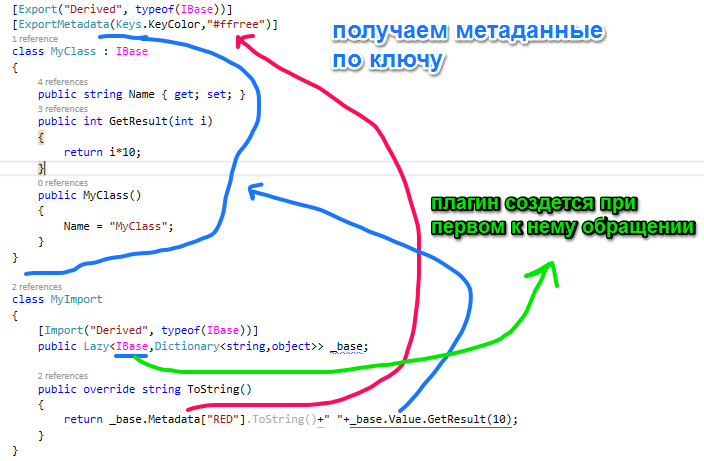 [Export("Derived", typeof(IBase))]
[ExportMetadata(Keys.KeyColor,"#ffrree")]
получаем метаданные
по ключу
1 reference
class MyClass : IBase
{
4 references
public string Name { get; set; }
3 references
public int GetResult(int i)
{
return i*10;
}
0 references
public MyClass()
{
Name = "MyClass";
}
}
плагин создется при
первом к нему обращении
2 references
class MyImport
{
[Import("Derived", typeof(IBase))]
public Lazy<IBase,Dictionary<string,object>> _base;
2 references
public override string ToString()
{
return _base.Metadata["RED"].ToString()+" "+_base.Value.GetResult(10);
}
}